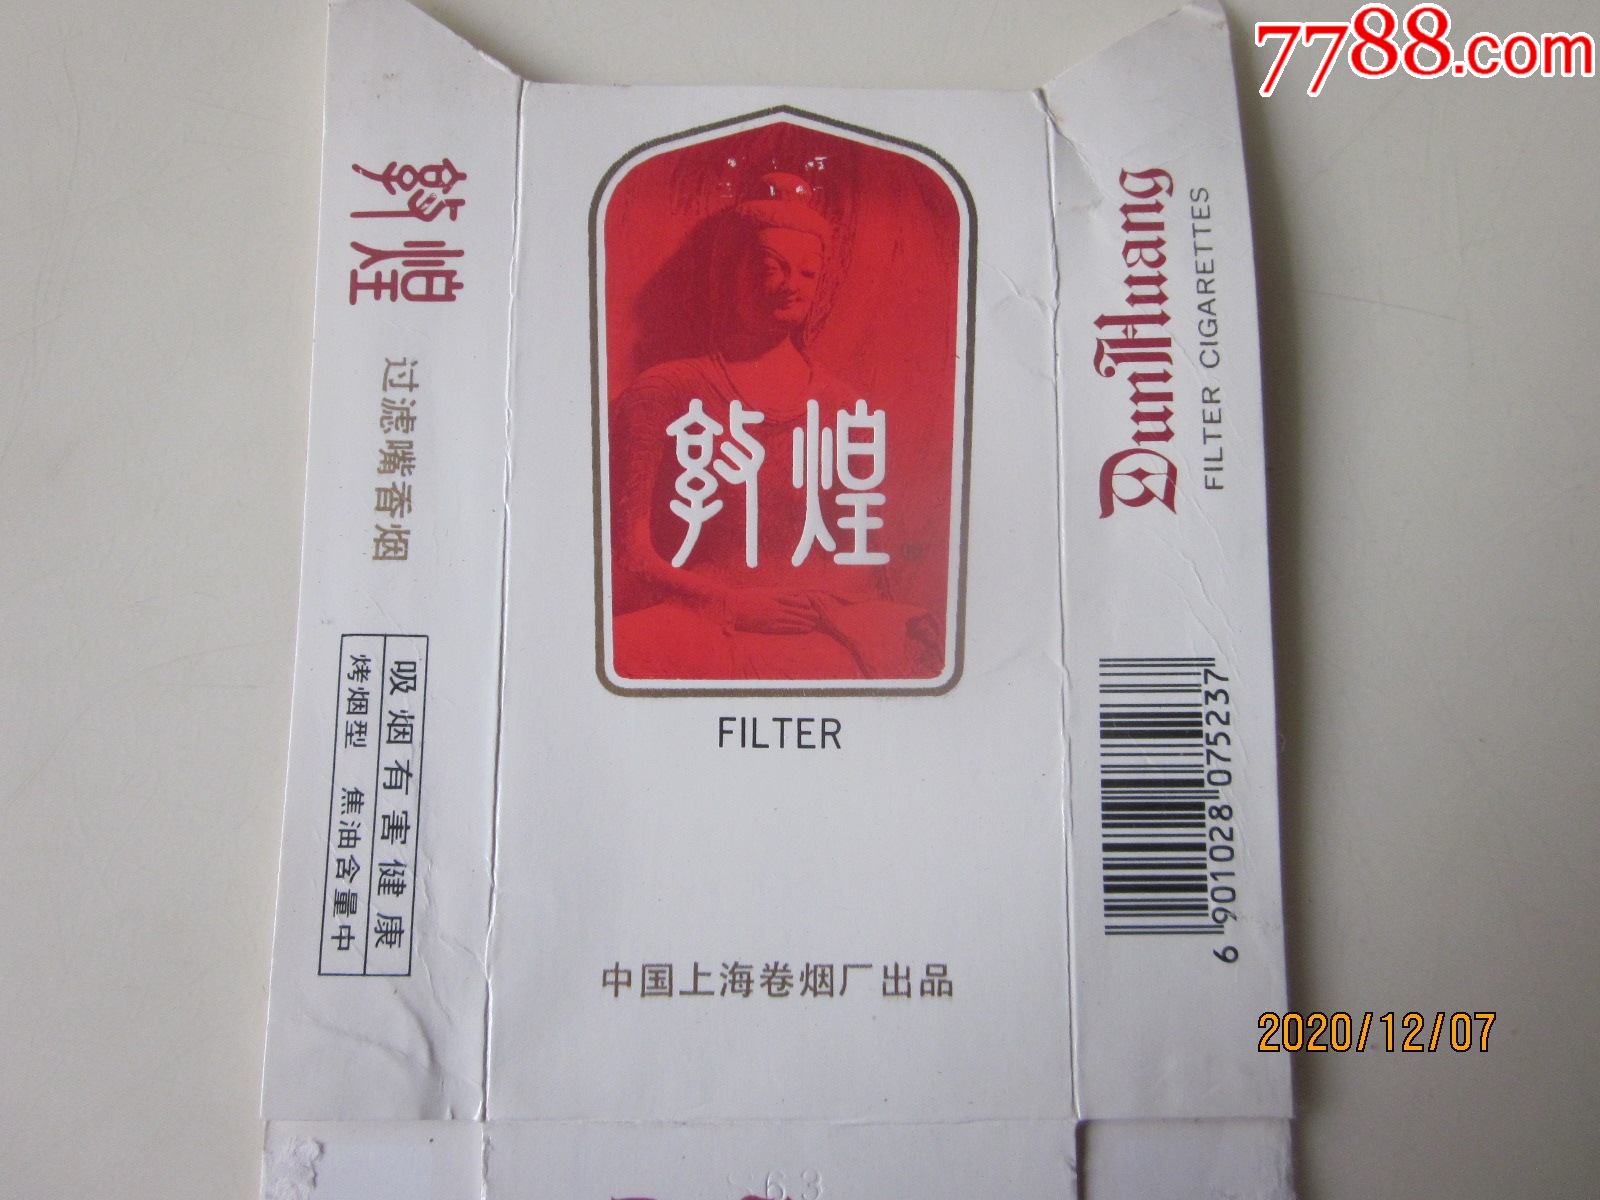 7788.com
敦煌
过滤嘴香烟
吸烟有害健康
烤烟型 焦油含量中
敦煌
FILTER
中国上海卷烟厂出品
DunHuang
FILTER CIGARETTES
6 901028 075237
2020/12/07
63